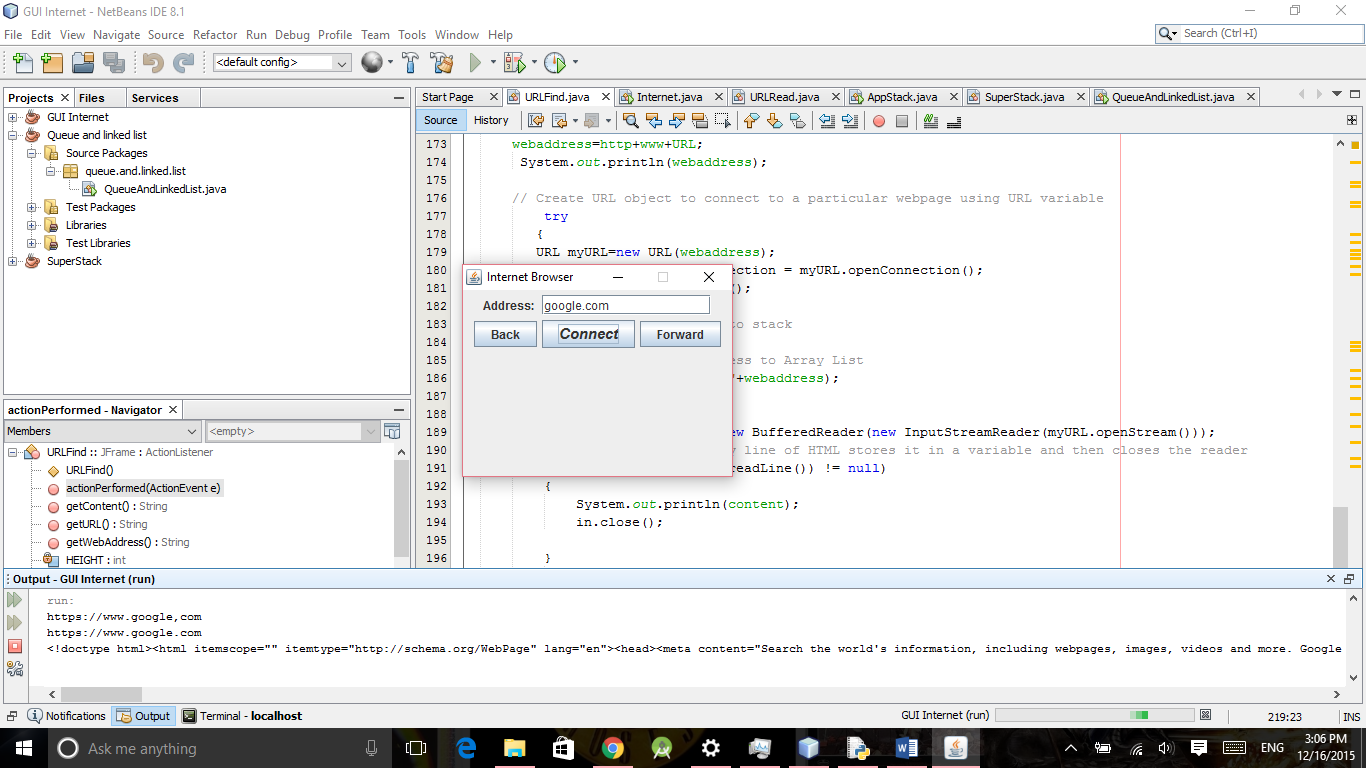 GUI Internet - NetBeans IDE 8.1
File Edit View Navigate Source Refactor Run Debug Profile Team Tools Window Help
Search (Ctrl+I)
<default config>
Projects Files Services
GUI Internet
Queue and linked list
Source Packages
queue.and.linked.list
QueueAndLinkedList.java
Test Packages
Libraries
Test Libraries
SuperStack
actionPerformed - Navigator
Members <empty>
URLFind :: JFrame : ActionListener
URLFind()
actionPerformed(ActionEvent e)
getContent() : String
getURL() : String
getWebAddress() : String
HEIGHT : int
Start Page URLFind.java Internet.java URLRead.java AppStack.java SuperStack.java QueueAndLinkedList.java
Source History
173 webaddress=http+www+URL;
174 System.out.println(webaddress);
175
176 // Create URL object to connect to a particular webpage using URL variable
177 try
178 {
179 URL myURL=new URL(webaddress);
180 ection = myURL.openConnection();
181 ();
182
183 to stack
184
185 ess to Array List
186 "+webaddress);
187
188
189 ew BufferedReader(new InputStreamReader(myURL.openStream()));
190 y line of HTML stores it in a variable and then closes the reader
191 readLine()) != null)
192 {
193 System.out.println(content);
194 in.close();
195
196 }
Internet Browser
Address: google.com
Back Connect Forward
Output - GUI Internet (run)
run:
https://www.google,com
https://www.google.com
<!doctype html><html itemscope="" itemtype="http://schema.org/WebPage" lang="en"><head><meta content="Search the world's information, including webpages, images, videos and more. Google
Notifications Output Terminal - localhost
GUI Internet (run)
219:23 INS
Ask me anything
ENG
3:06 PM
12/16/2015